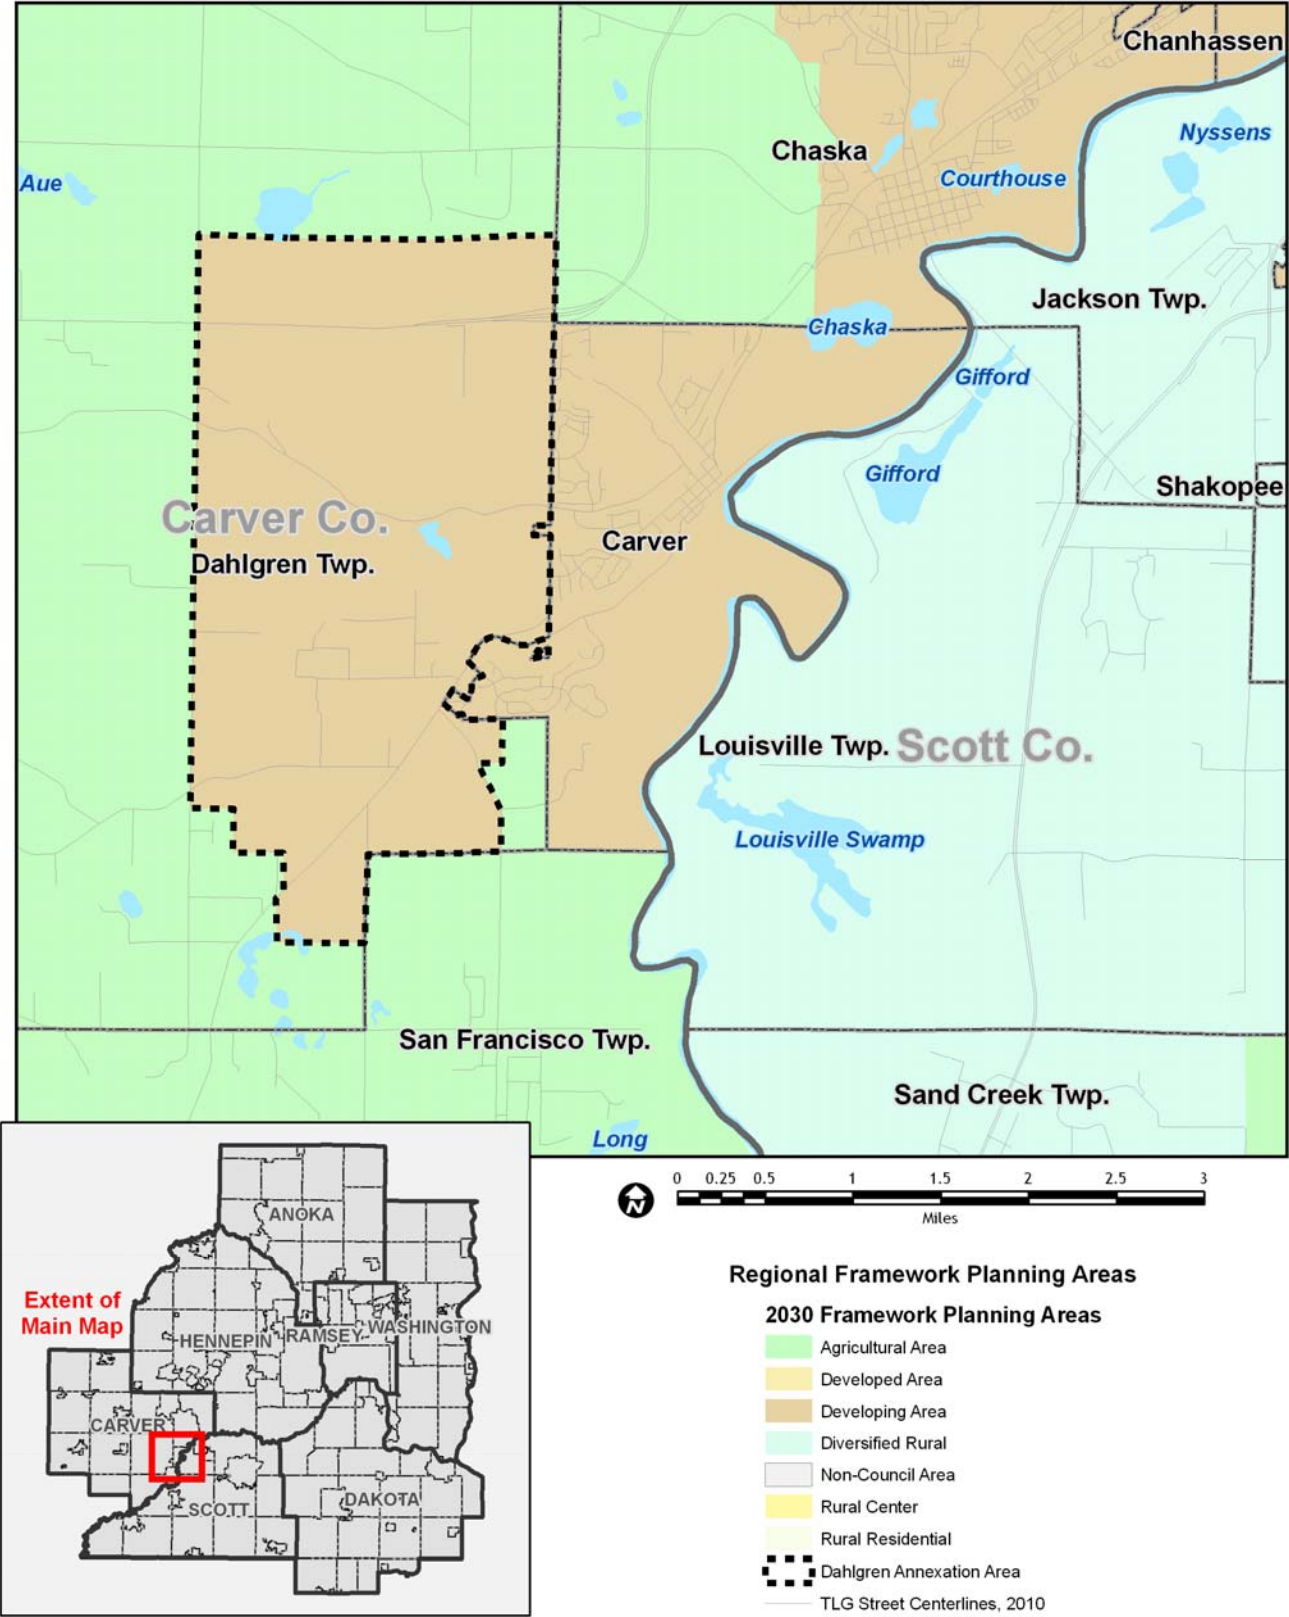 Chanhassen
Nyssens
Chaska
Courthouse
Aue
Jackson Twp.
Chaska
Gifford
Gifford
Shakopee
Carver Co.
Carver
Dahlgren Twp.
Louisville Twp.
Scott Co.
Louisville Swamp
San Francisco Twp.
Sand Creek Twp.
Long
0 0.25 0.5 1 1.5 2 2.5 3
Miles
N
ANOKA
Extent of
Main Map
HENNEPIN
RAMSEY
WASHINGTON
CARVER
SCOTT
DAKOTA
Regional Framework Planning Areas
2030 Framework Planning Areas
Agricultural Area
Developed Area
Developing Area
Diversified Rural
Non-Council Area
Rural Center
Rural Residential
Dahlgren Annexation Area
TLG Street Centerlines, 2010